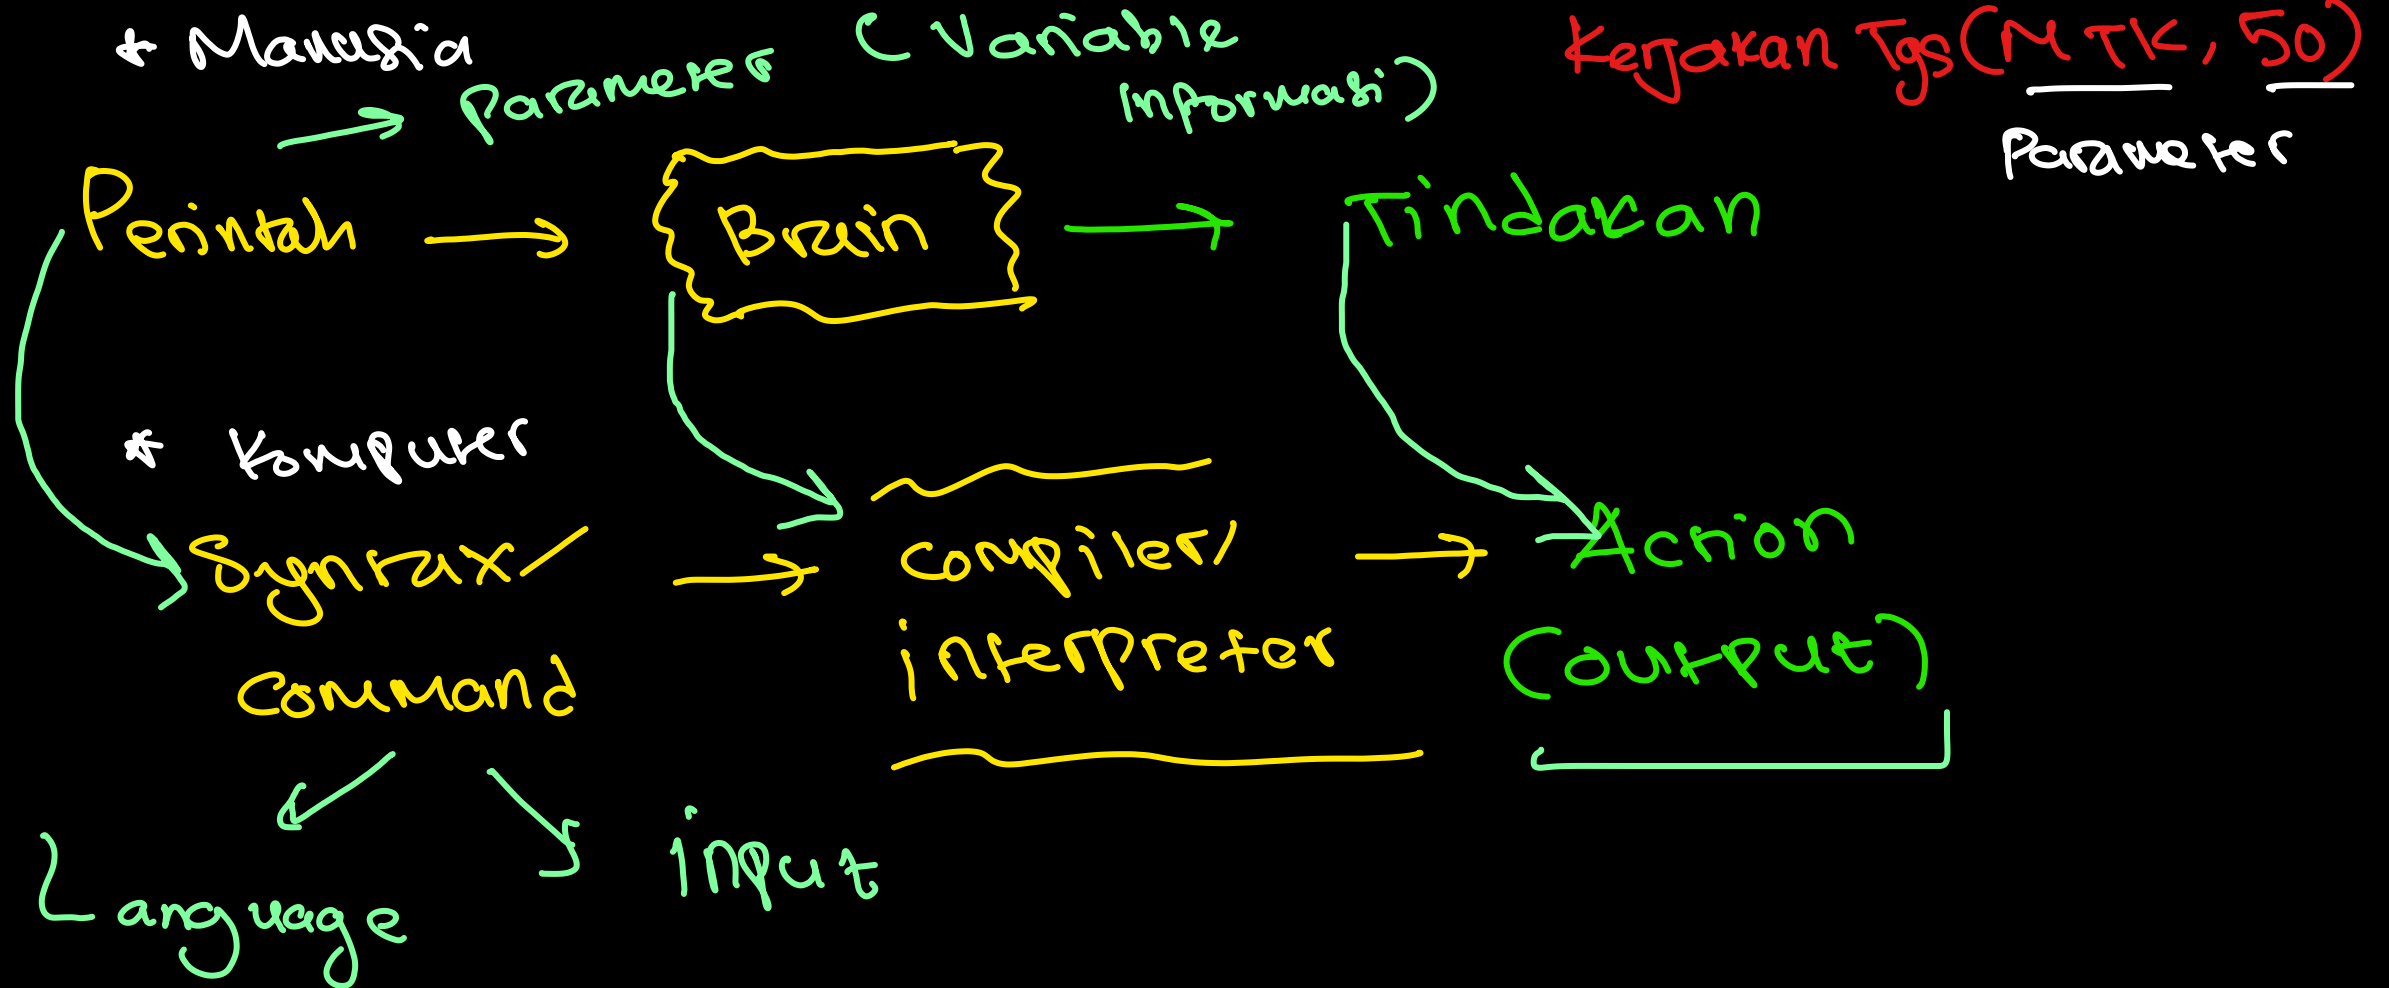 * Manusia
Parameter (Variable
informasi)
Kerjakan Tgs(MTK, 50)
Parameter
Perintah
Brain
Tindakan
* Komputer
Syntax/
Command
Compiler/
interpreter
Action
(output)
Language
input